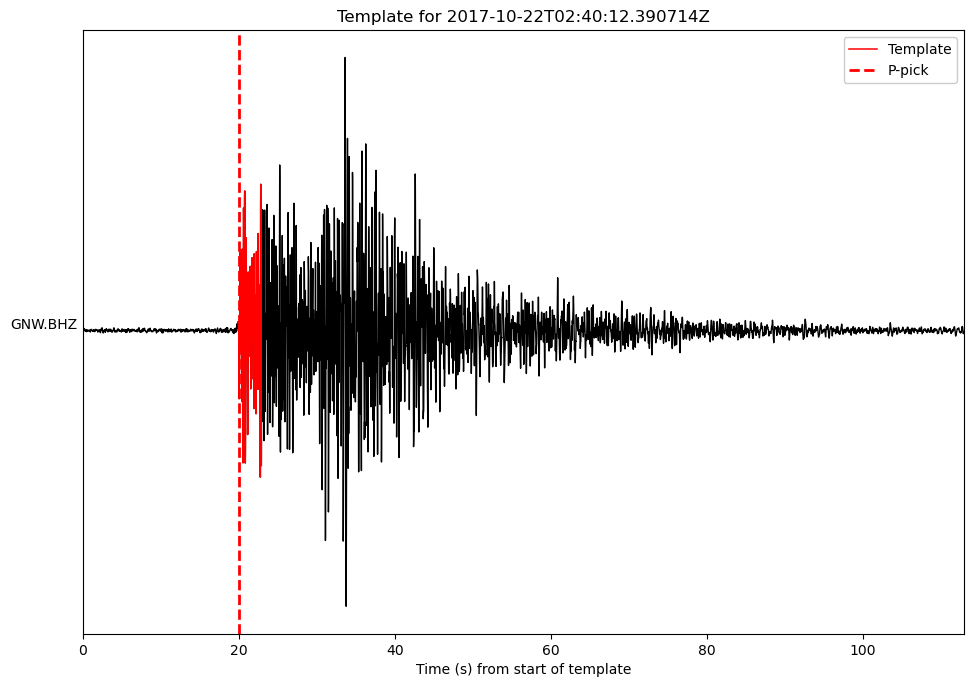 Template for 2017-10-22T02:40:12.390714Z
Template
P-pick
GNW.BHZ
0 20 40 60 80 100
Time (s) from start of template